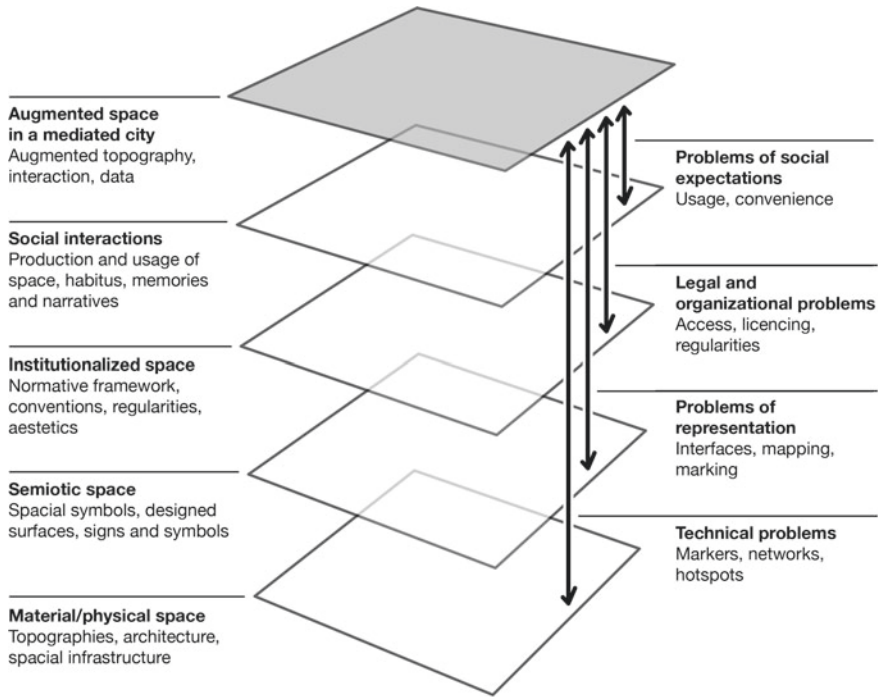 Augmented space
in a mediated city
Augmented topography,
interaction, data
Social interactions
Production and usage of
space, habitus, memories
and narratives
Institutionalized space
Normative framework,
conventions, regularities,
aestetics
Semiotic space
Spacial symbols, designed
surfaces, signs and symbols
Material/physical space
Topographies, architecture,
spacial infrastructure
Problems of social
expectations
Usage, convenience
Legal and
organizational problems
Access, licencing,
regularities
Problems of
representation
Interfaces, mapping,
marking
Technical problems
Markers, networks,
hotspots